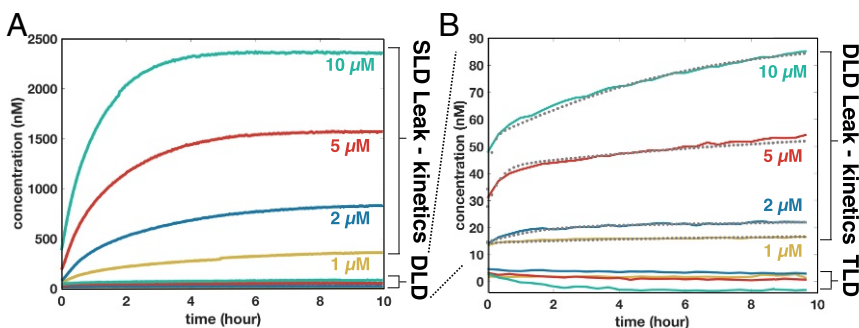 A
2500
2000
1500
1000
500
0
0
2
4
6
8
10
concentration (nM)
time (hour)
10 µM
5 µM
2 µM
1 µM
SLD Leak - kinetics
DLD
B
90
80
70
60
50
40
30
20
10
0
0
2
4
6
8
10
concentration (nM)
time (hour)
10 µM
5 µM
2 µM
1 µM
DLD Leak - kinetics
TLD